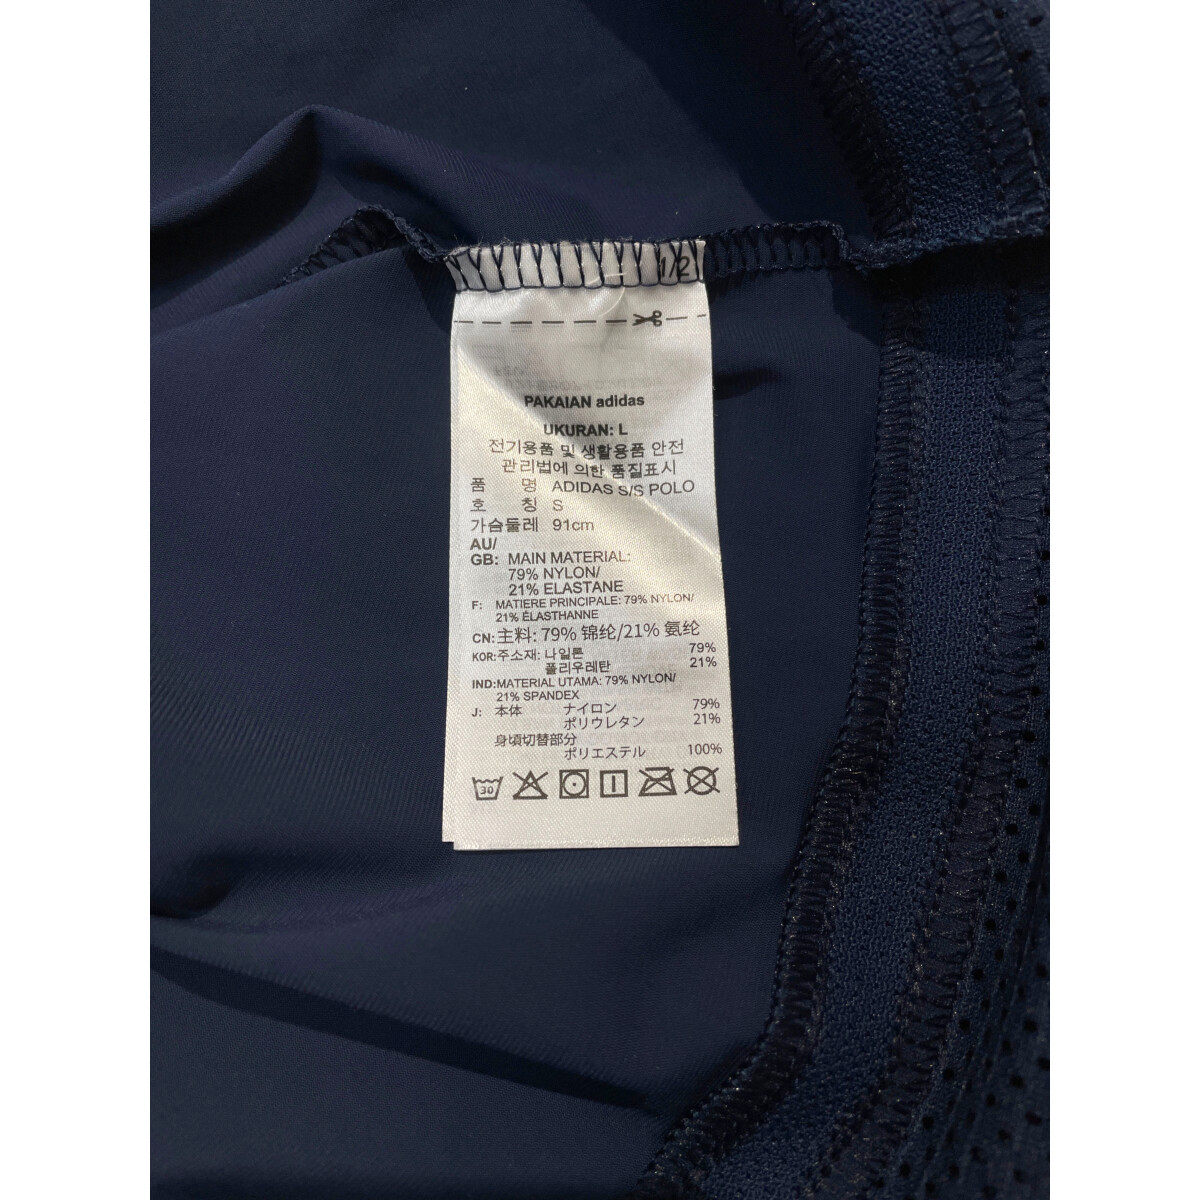 1/2
PAKAIAN adidas
UKURAN: L
전기용품 및 생활용품 안전
관리법에 의한 품질표시
품 명 ADIDAS S/S POLO
호 칭 S
가슴둘레 91cm
AU/
GB: MAIN MATERIAL:
79% NYLON/
21% ELASTANE
F: MATIERE PRINCIPALE: 79% NYLON/
21% ÉLASTHANNE
CN: 主料: 79% 锦纶/21% 氨纶
KOR: 주소재: 나일론 79%
폴리우레탄 21%
IND: MATERIAL UTAMA: 79% NYLON/
21% SPANDEX
J: 本体 ナイロン 79%
ポリウレタン 21%
身頃切替部分
ポリエステル 100%
30